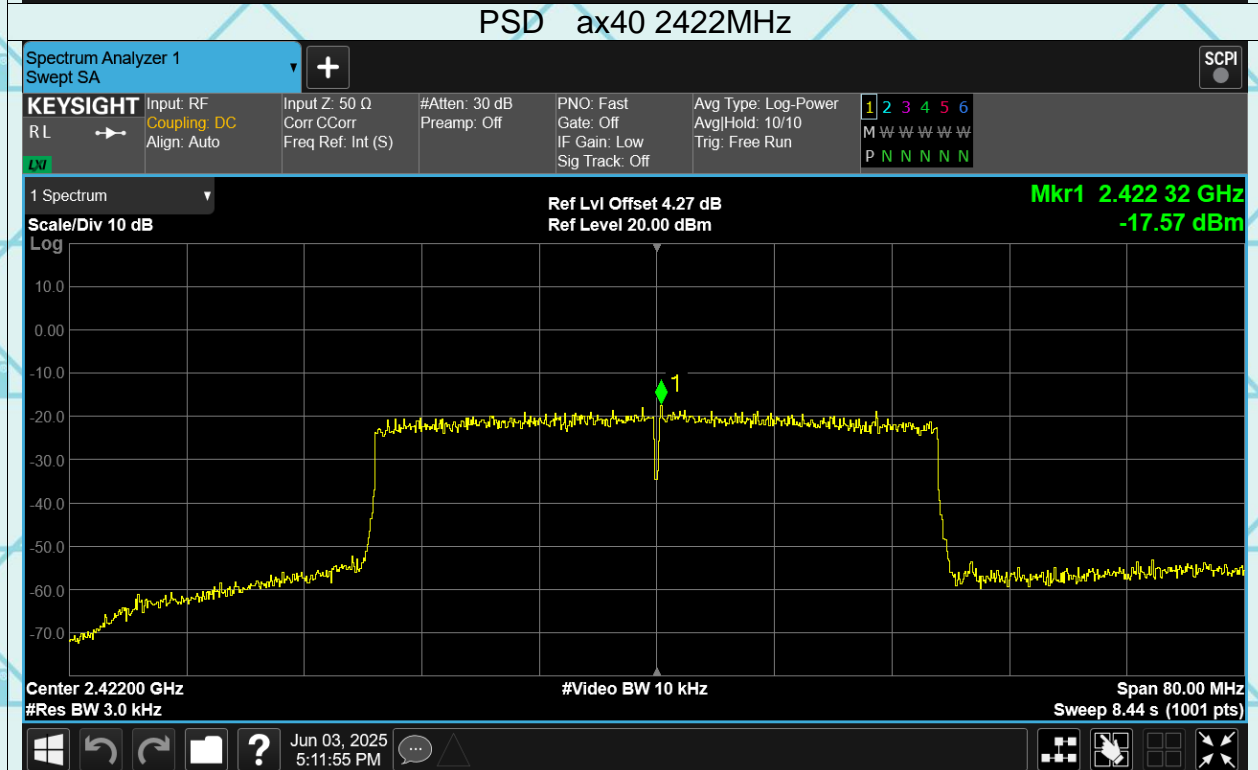 PSD ax40 2422MHz
Spectrum Analyzer 1
Swept SA
SCPI
KEYSIGHT
R L
LXI
Input: RF
Coupling: DC
Align: Auto
Input Z: 50 Ω
Corr CCorr
Freq Ref: Int (S)
#Atten: 30 dB
Preamp: Off
PNO: Fast
Gate: Off
IF Gain: Low
Sig Track: Off
Avg Type: Log-Power
Avg|Hold: 10/10
Trig: Free Run
1 2 3 4 5 6
M W W W W W
P N N N N N
1 Spectrum
Scale/Div 10 dB
Ref Lvl Offset 4.27 dB
Ref Level 20.00 dBm
Mkr1 2.422 32 GHz
-17.57 dBm
Log
10.0
0.00
-10.0
-20.0
-30.0
-40.0
-50.0
-60.0
-70.0
1
Center 2.42200 GHz
#Res BW 3.0 kHz
#Video BW 10 kHz
Span 80.00 MHz
Sweep 8.44 s (1001 pts)
Jun 03, 2025
5:11:55 PM